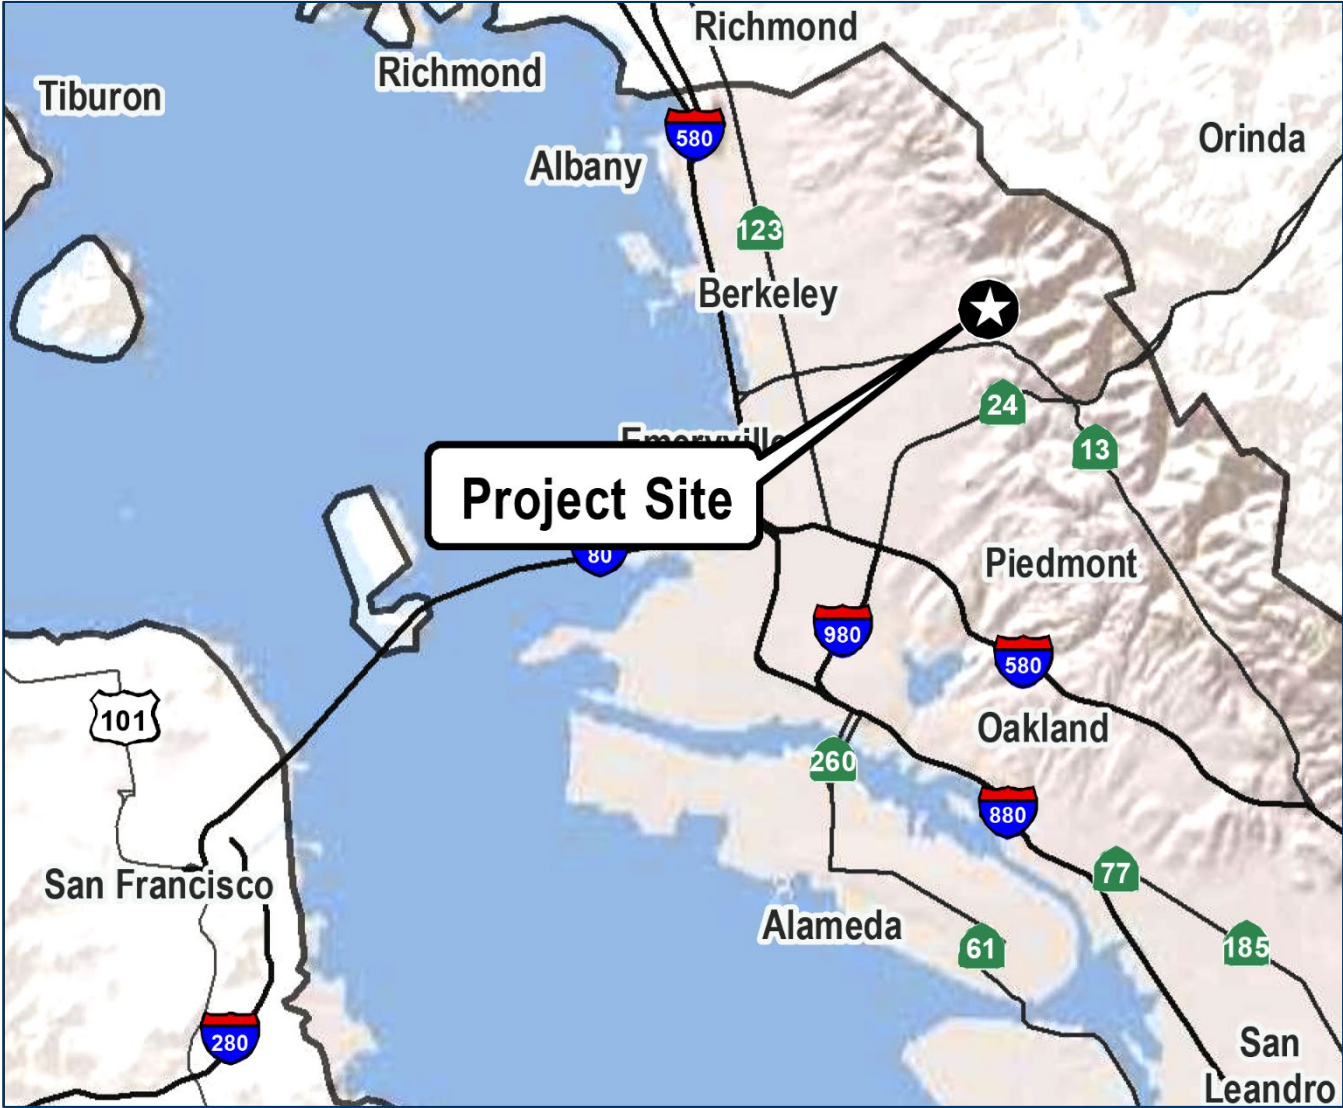 Richmond
Richmond
Tiburon
580
Orinda
Albany
123
Berkeley
24
Emeryville
13
Project Site
80
Piedmont
980
580
101
Oakland
260
880
77
San Francisco
Alameda
61
185
280
San
Leandro